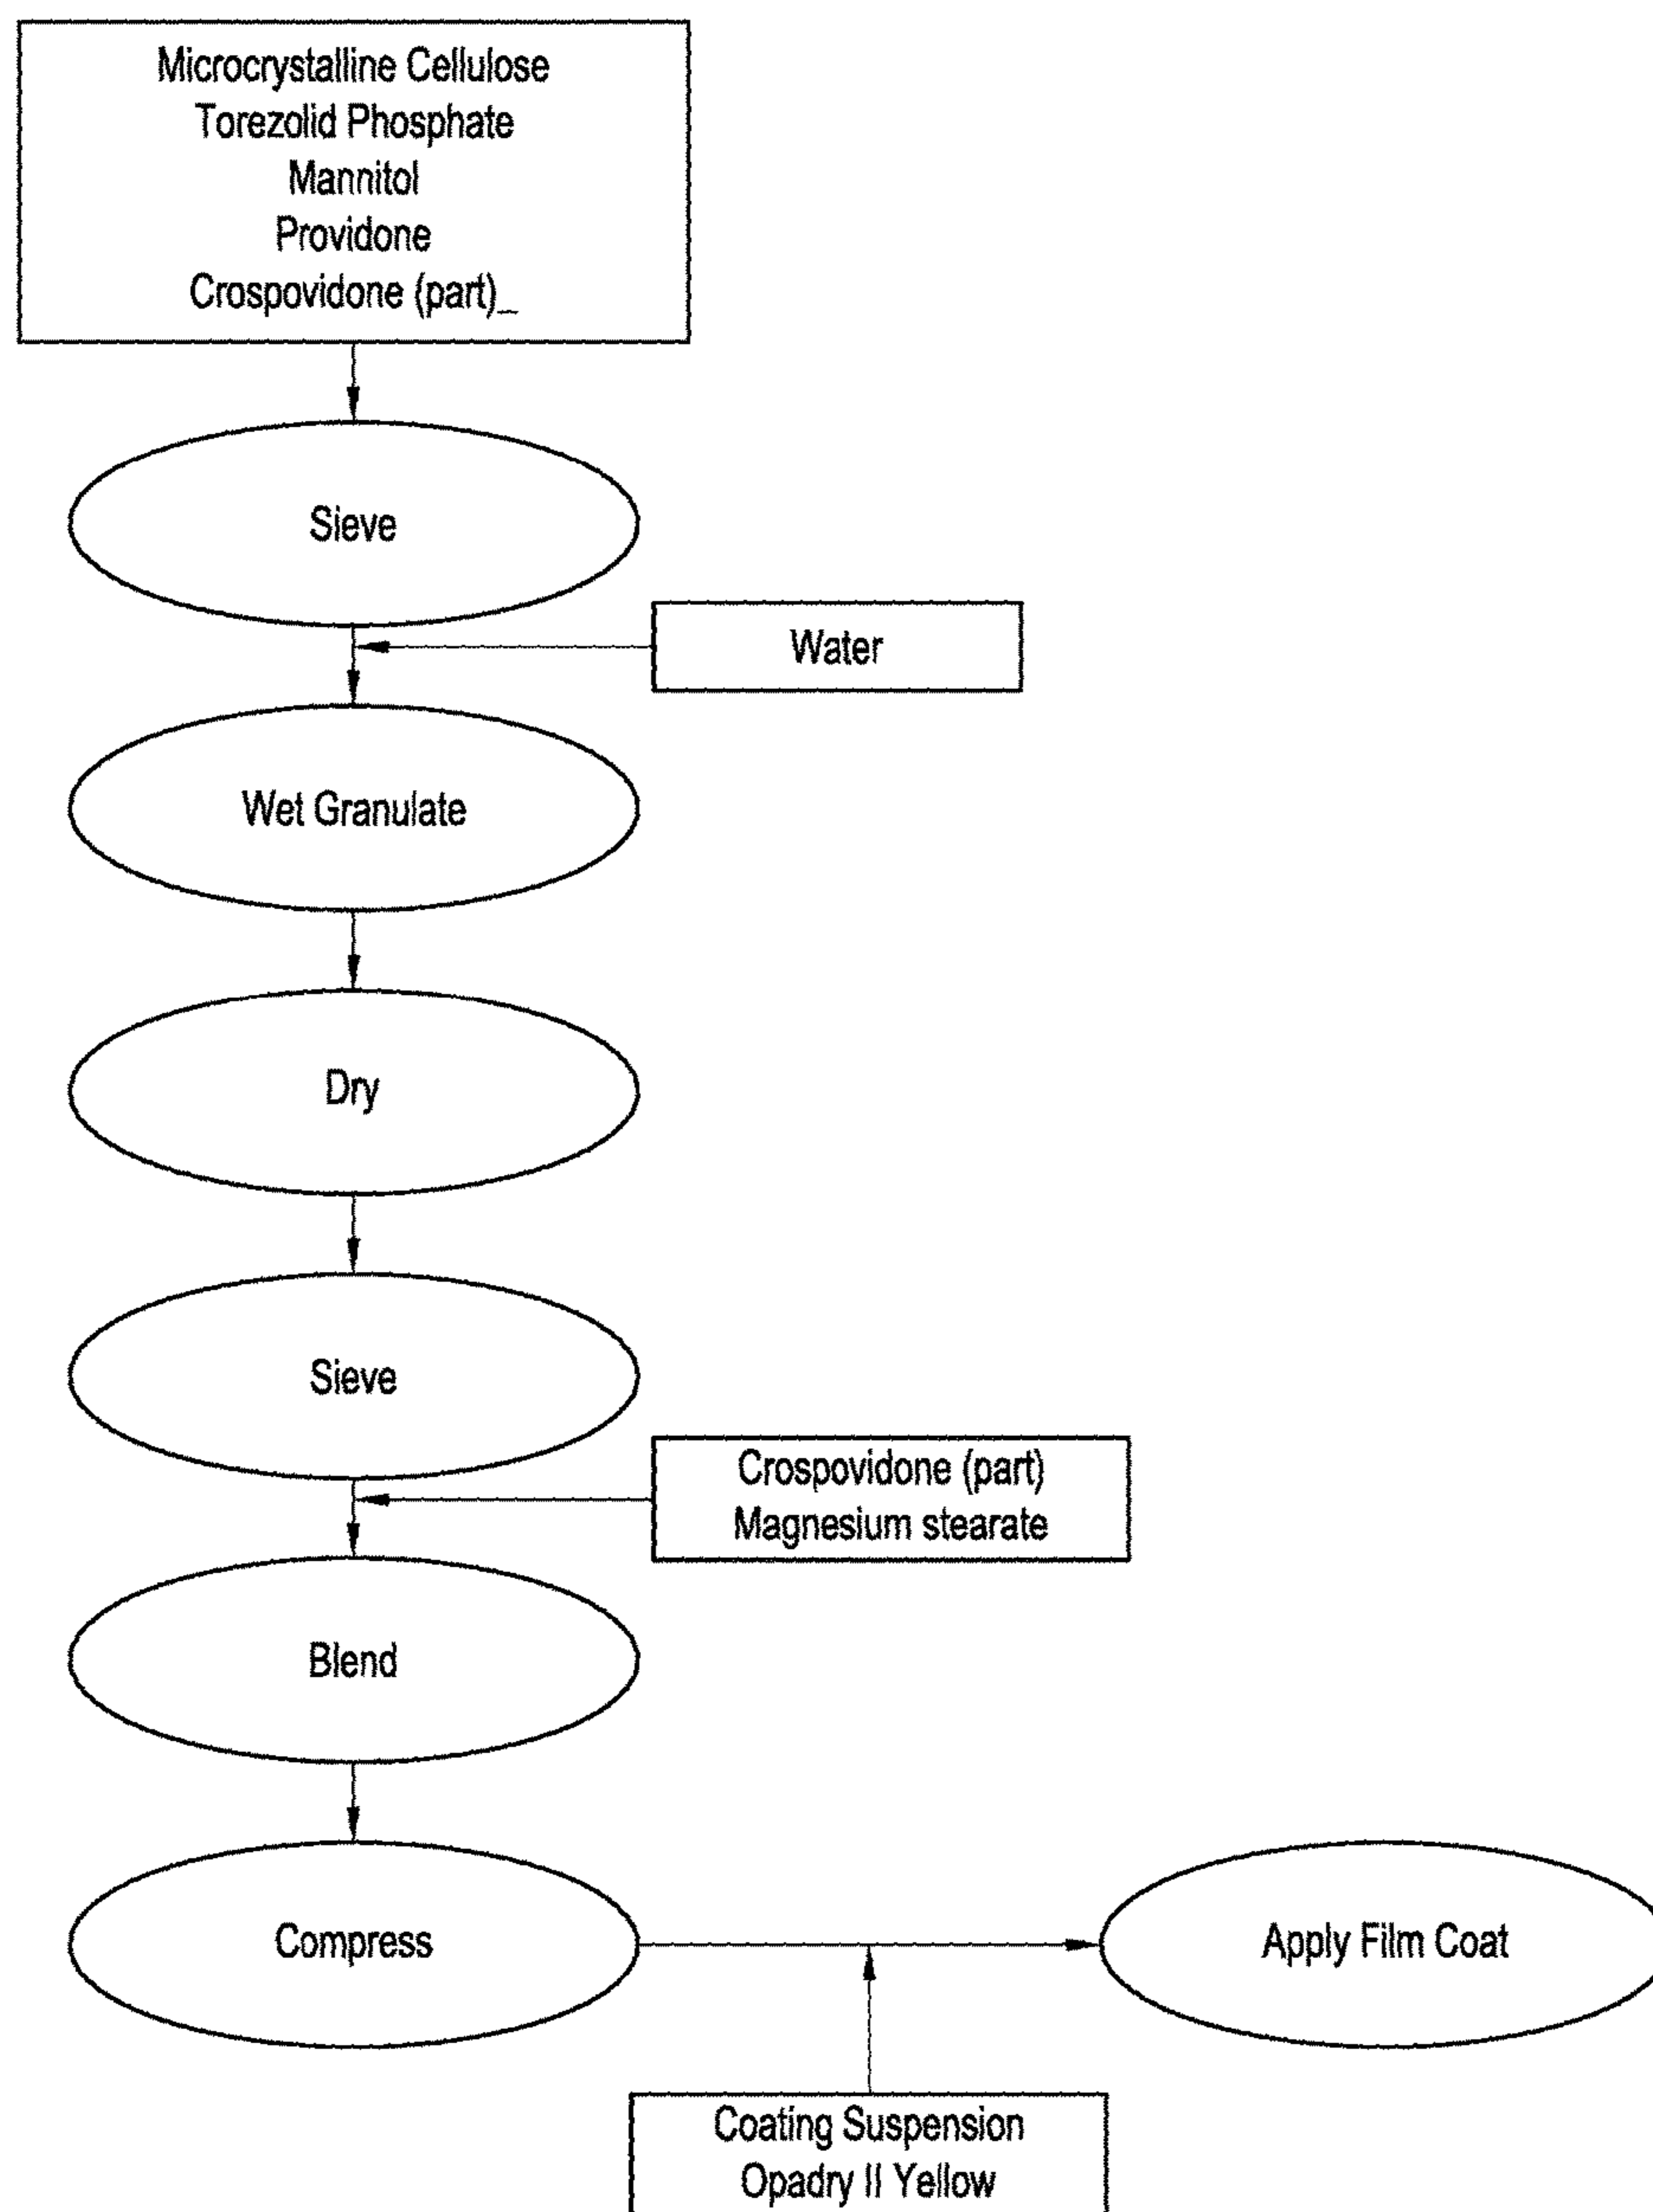 Microcrystalline Cellulose
Torezolid Phosphate
Mannitol
Providone
Crospovidone (part)_
Sieve
Water
Wet Granulate
Dry
Sieve
Crospovidone (part)
Magnesium stearate
Blend
Compress
Apply Film Coat
Coating Suspension
Opadry II Yellow